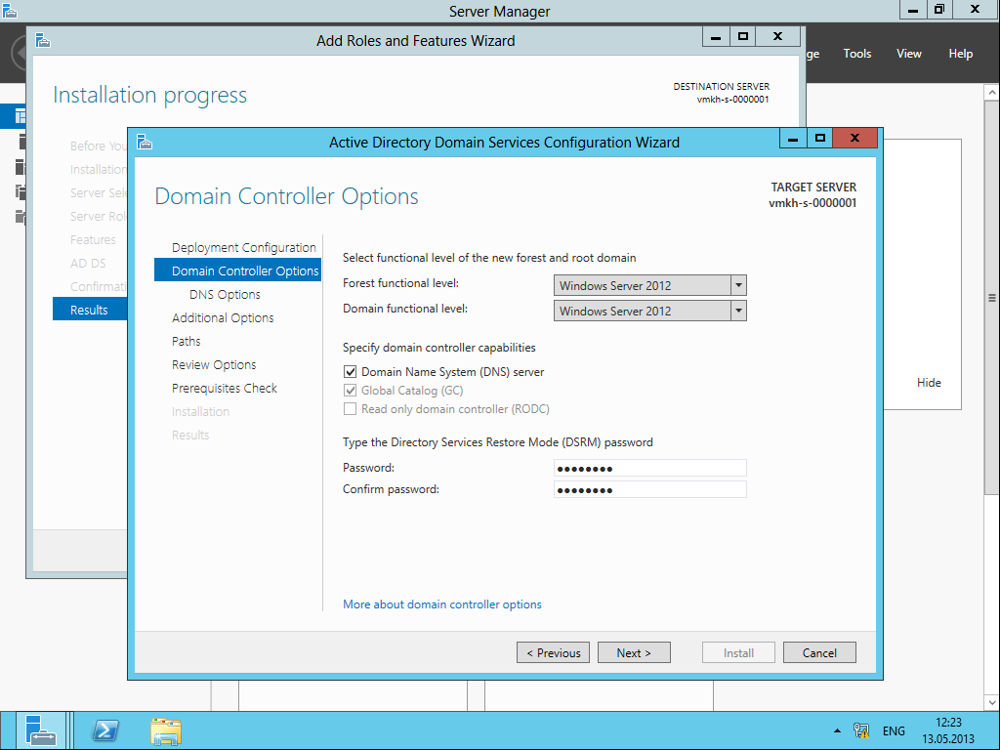 Server Manager
Tools
View
Help
Add Roles and Features Wizard
Installation progress
DESTINATION SERVER
vmkh-s-0000001
Before You
Installation
Features
AD DS
Results
Hide
Active Directory Domain Services Configuration Wizard
Domain Controller Options
TARGET SERVER
vmkh-s-0000001
Deployment Configuration
Domain Controller Options
DNS Options
Additional Options
Paths
Review Options
Prerequisites Check
Installation
Results
Select functional level of the new forest and root domain
Forest functional level:
Windows Server 2012
Domain functional level:
Windows Server 2012
Specify domain controller capabilities
Domain Name System (DNS) server
Global Catalog (GC)
Read only domain controller (RODC)
Type the Directory Services Restore Mode (DSRM) password
Password:
●●●●●●●●
Confirm password:
●●●●●●●●
More about domain controller options
< Previous
Next >
Install
Cancel
ENG
12:23
13.05.2013